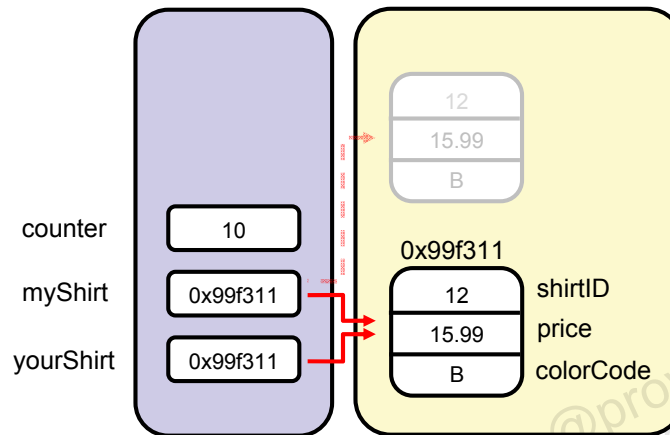 12
15.99
B
counter
10
0x99f311
myShirt
0x99f311
12
shirtID
15.99
price
yourShirt
0x99f311
B
colorCode